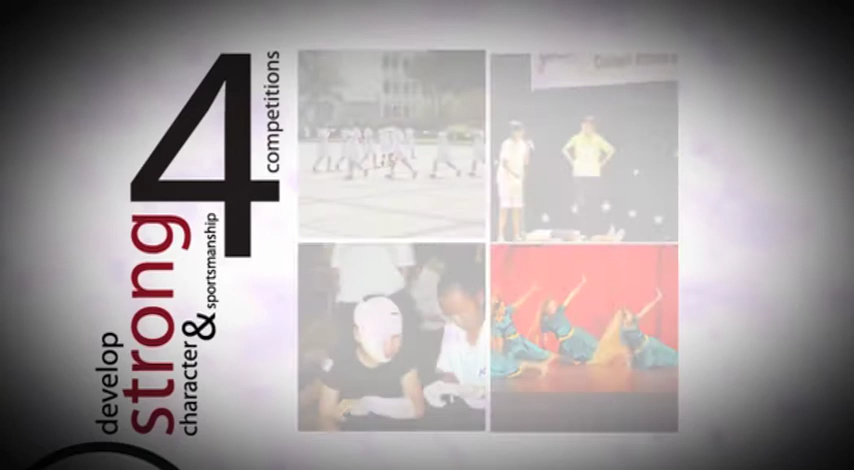 4
competitions
develop
strong
character
&
sportsmanship